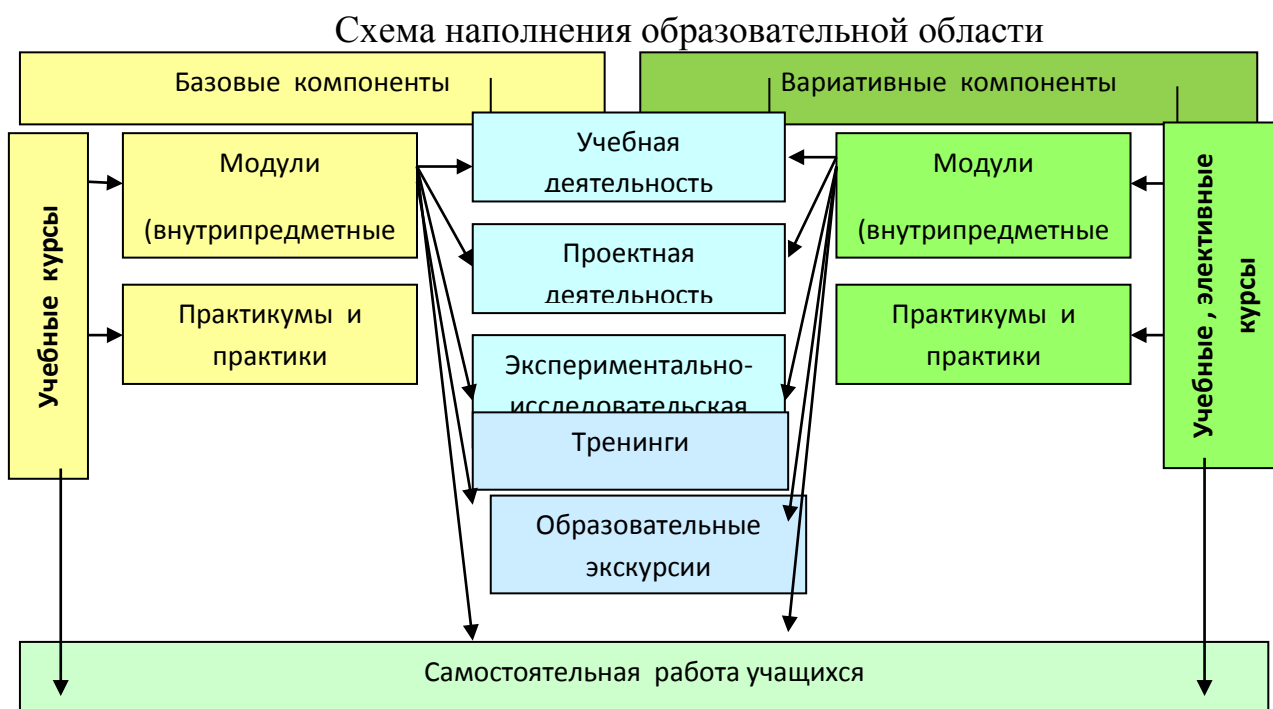 Схема наполнения образовательной области
Базовые компоненты
Вариативные компоненты
Учебные курсы
Модули
(внутрипредметные
Практикумы и
практики
Учебная
деятельность
Проектная
деятельность
Экспериментально-
исследовательская
Тренинги
Образовательные
экскурсии
Модули
(внутрипредметные
Практикумы и
практики
Учебные , элективные
курсы
Самостоятельная работа учащихся